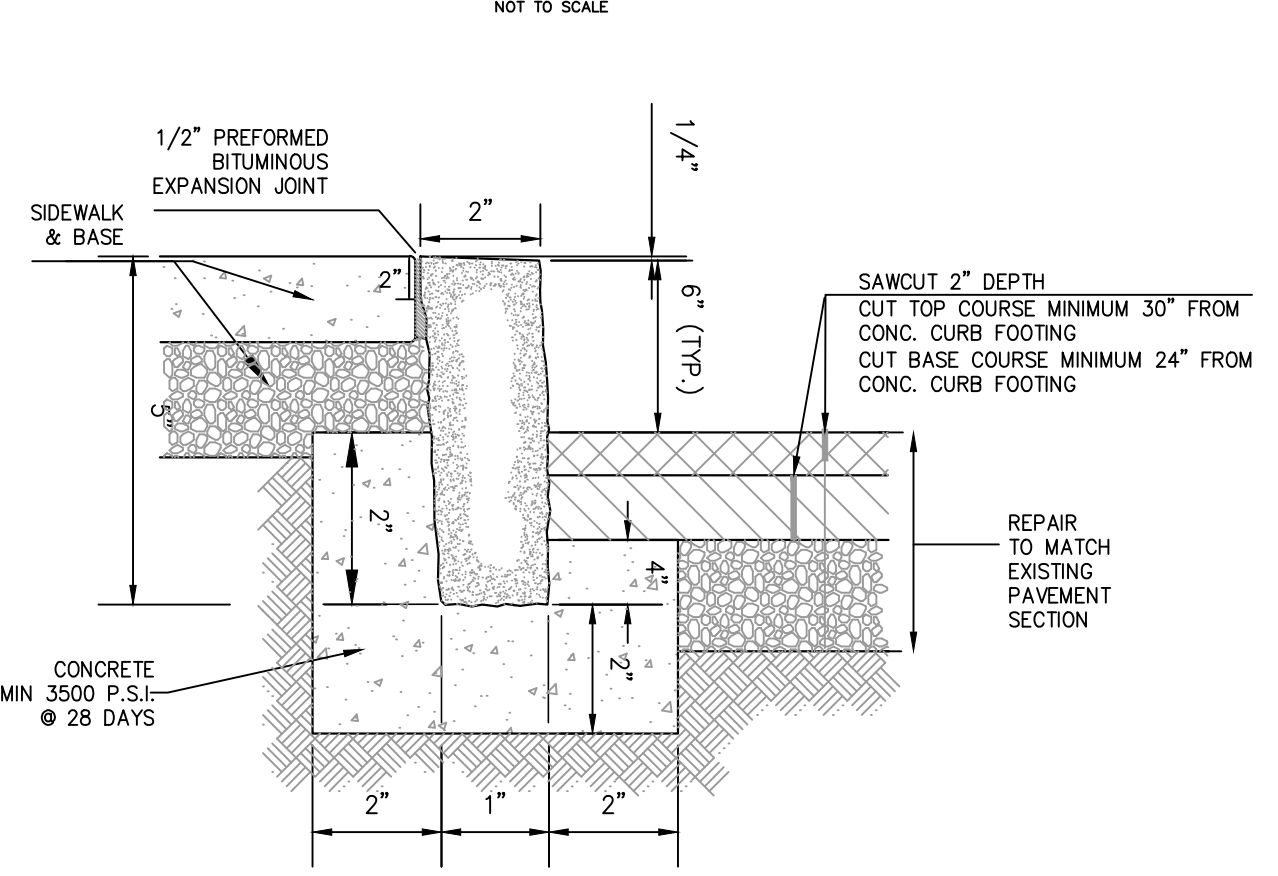 NOT TO SCALE
1/2" PREFORMED
BITUMINOUS
EXPANSION JOINT
SIDEWALK
& BASE
2"
1/4"
2"
6" (TYP.)
SAWCUT 2" DEPTH
CUT TOP COURSE MINIMUM 30" FROM
CONC. CURB FOOTING
CUT BASE COURSE MINIMUM 24" FROM
CONC. CURB FOOTING
5"
2"
4"
2"
REPAIR
TO MATCH
EXISTING
PAVEMENT
SECTION
CONCRETE
MIN 3500 P.S.I.
@ 28 DAYS
2"
1"
2"